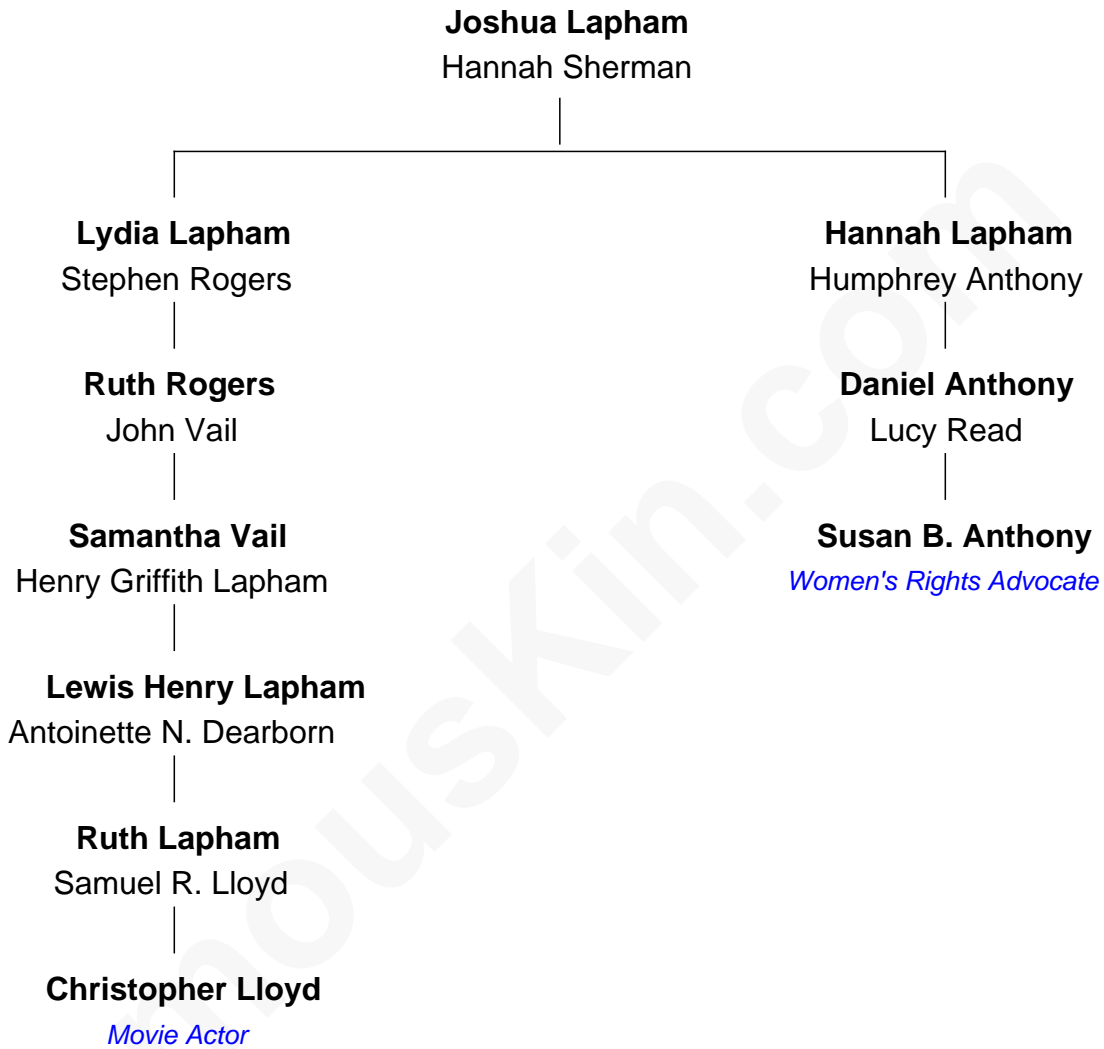 Joshua Lapham
Hannah Sherman
Lydia Lapham
Stephen Rogers
Hannah Lapham
Humphrey Anthony
Ruth Rogers
John Vail
Daniel Anthony
Lucy Read
Samantha Vail
Henry Griffith Lapham
Susan B. Anthony
Women's Rights Advocate
Lewis Henry Lapham
Antoinette N. Dearborn
Ruth Lapham
Samuel R. Lloyd
Christopher Lloyd
Movie Actor
mouskin.com